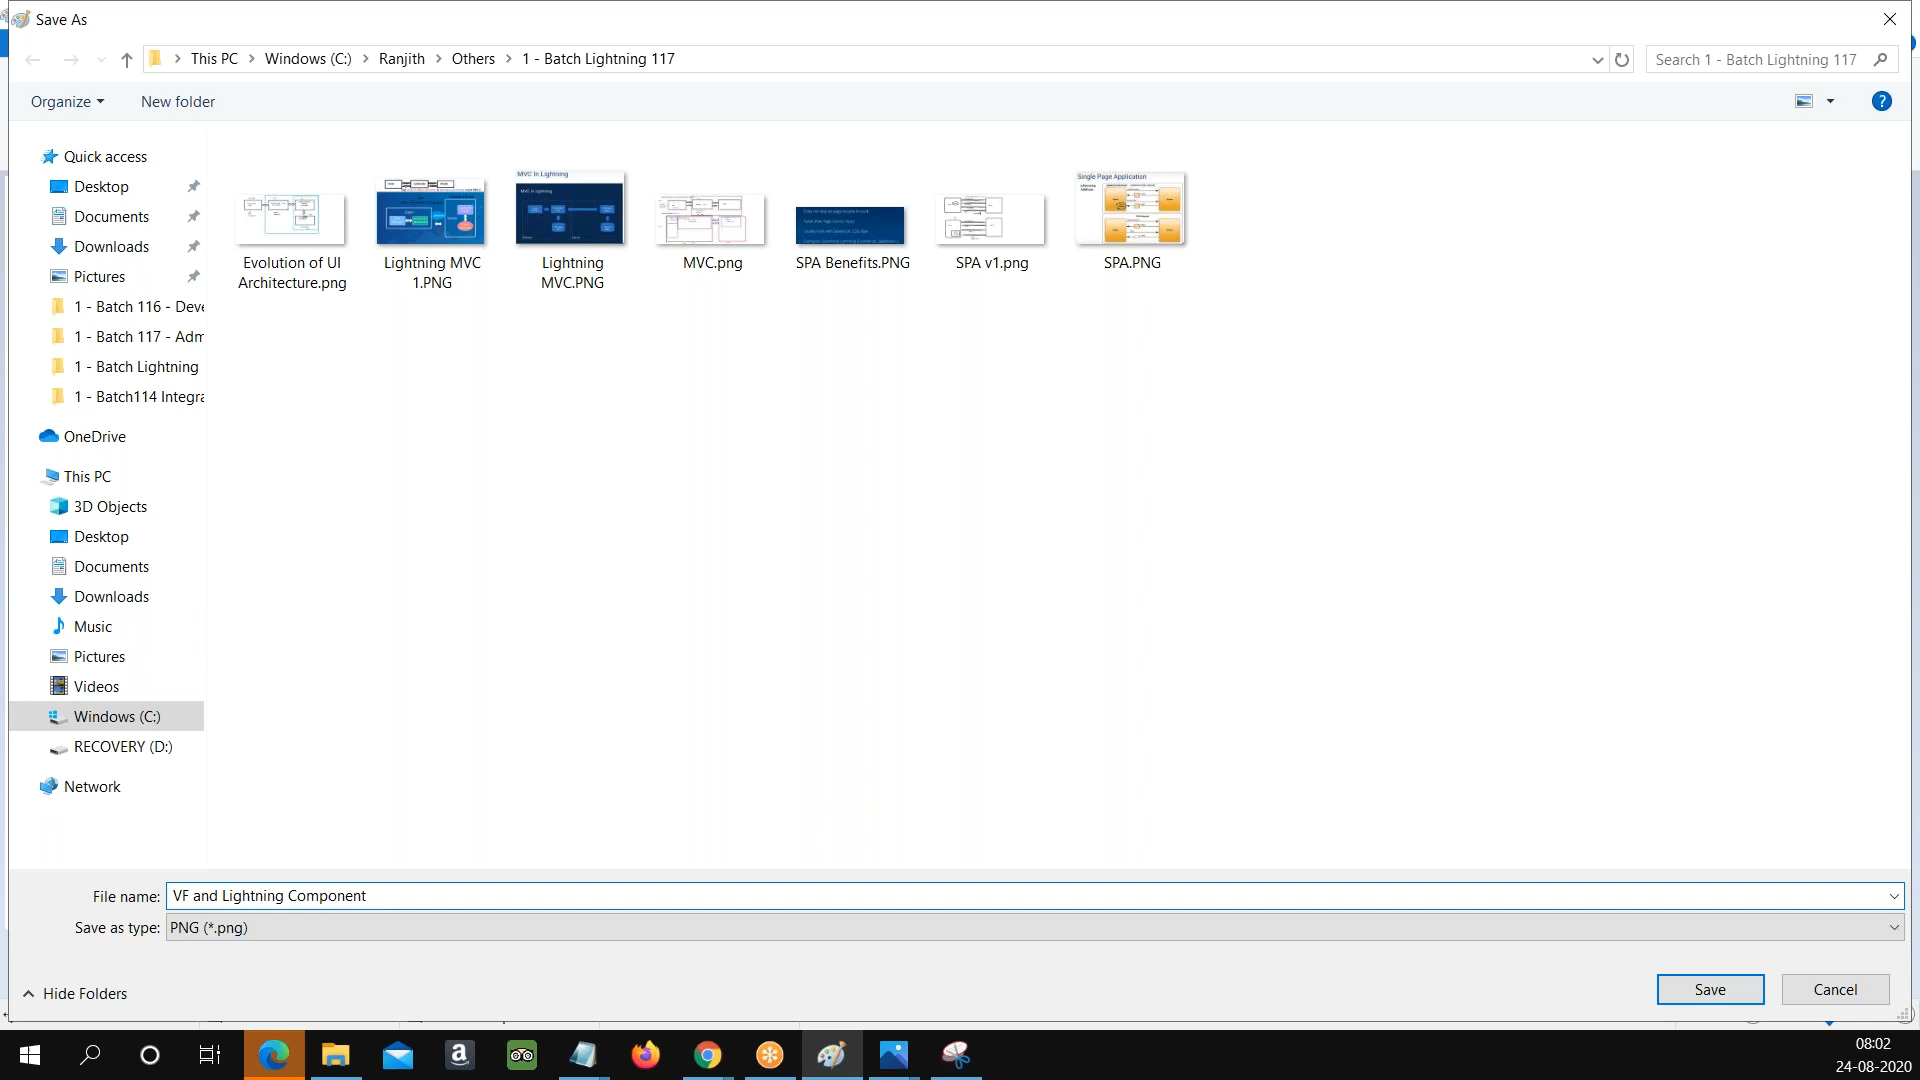 Save As
This PC > Windows (C:) > Ranjith > Others > 1 - Batch Lightning 117
Search 1 - Batch Lightning 117
Organize
New folder
?
Quick access
Desktop
Documents
Downloads
Pictures
1 - Batch 116 - Deve
1 - Batch 117 - Adm
1 - Batch Lightning
1 - Batch114 Integra
OneDrive
This PC
3D Objects
Desktop
Documents
Downloads
Music
Pictures
Videos
Windows (C:)
RECOVERY (D:)
Network
MVC In Lightning
Single Page Application
Evolution of UI
Architecture.png
Lightning MVC
1.PNG
Lightning
MVC.PNG
MVC.png
SPA Benefits.PNG
SPA v1.png
SPA.PNG
File name: VF and Lightning Component
Save as type: PNG (*.png)
Hide Folders
Save
Cancel
08:02
24-08-2020